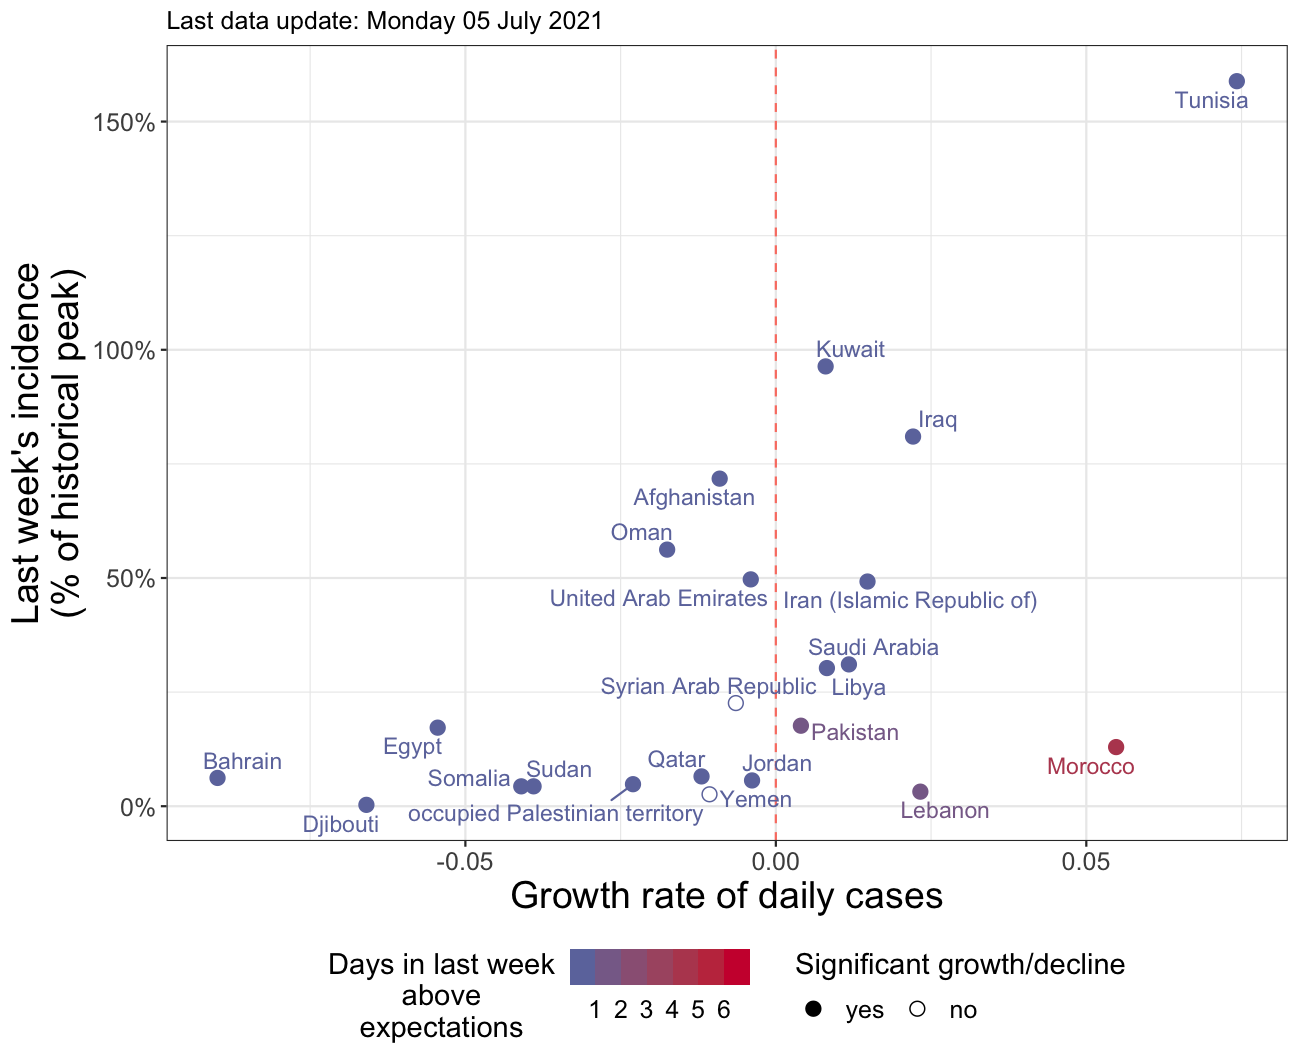 Last data update: Monday 05 July 2021
Last week's incidence
(% of historical peak)
150%
100%
50%
0%
Tunisia
Kuwait
Iraq
Afghanistan
Oman
United Arab Emirates
Iran (Islamic Republic of)
Saudi Arabia
Syrian Arab Republic
Libya
Pakistan
Egypt
Bahrain
Qatar
Jordan
Morocco
Somalia
Sudan
Yemen
occupied Palestinian territory
Lebanon
Djibouti
-0.05
0.00
0.05
Growth rate of daily cases
Days in last week
above
expectations
1 2 3 4 5 6
Significant growth/decline
yes
no